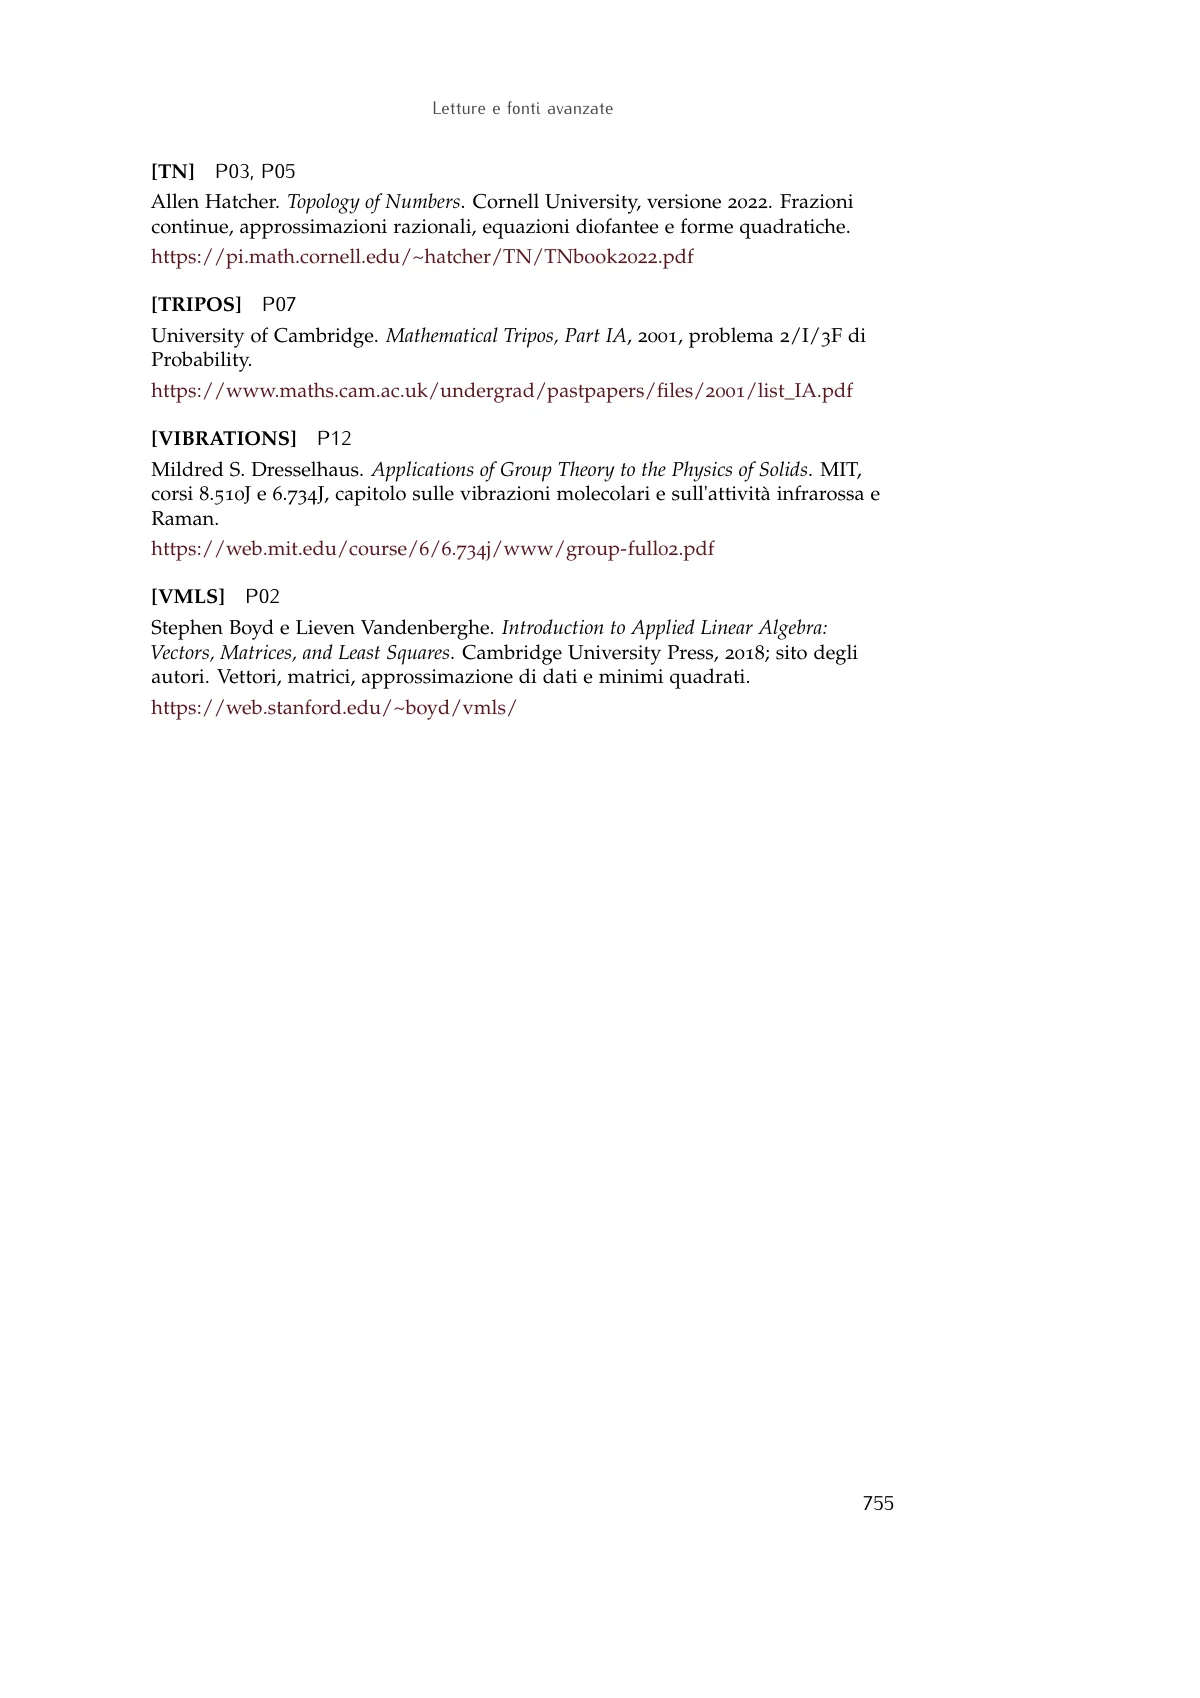 Letture e fonti avanzate
[TN] P03, P05
Allen Hatcher. Topology of Numbers. Cornell University, versione 2022. Frazioni
continue, approssimazioni razionali, equazioni diofantee e forme quadratiche.
https://pi.math.cornell.edu/~hatcher/TN/TNbook2022.pdf
[TRIPOS] P07
University of Cambridge. Mathematical Tripos, Part IA, 2001, problema 2/I/3F di
Probability.
https://www.maths.cam.ac.uk/undergrad/pastpapers/files/2001/list_IA.pdf
[VIBRATIONS] P12
Mildred S. Dresselhaus. Applications of Group Theory to the Physics of Solids. MIT,
corsi 8.510J e 6.734J, capitolo sulle vibrazioni molecolari e sull'attività infrarossa e
Raman.
https://web.mit.edu/course/6/6.734j/www/group-full02.pdf
[VMLS] P02
Stephen Boyd e Lieven Vandenberghe. Introduction to Applied Linear Algebra:
Vectors, Matrices, and Least Squares. Cambridge University Press, 2018; sito degli
autori. Vettori, matrici, approssimazione di dati e minimi quadrati.
https://web.stanford.edu/~boyd/vmls/
755